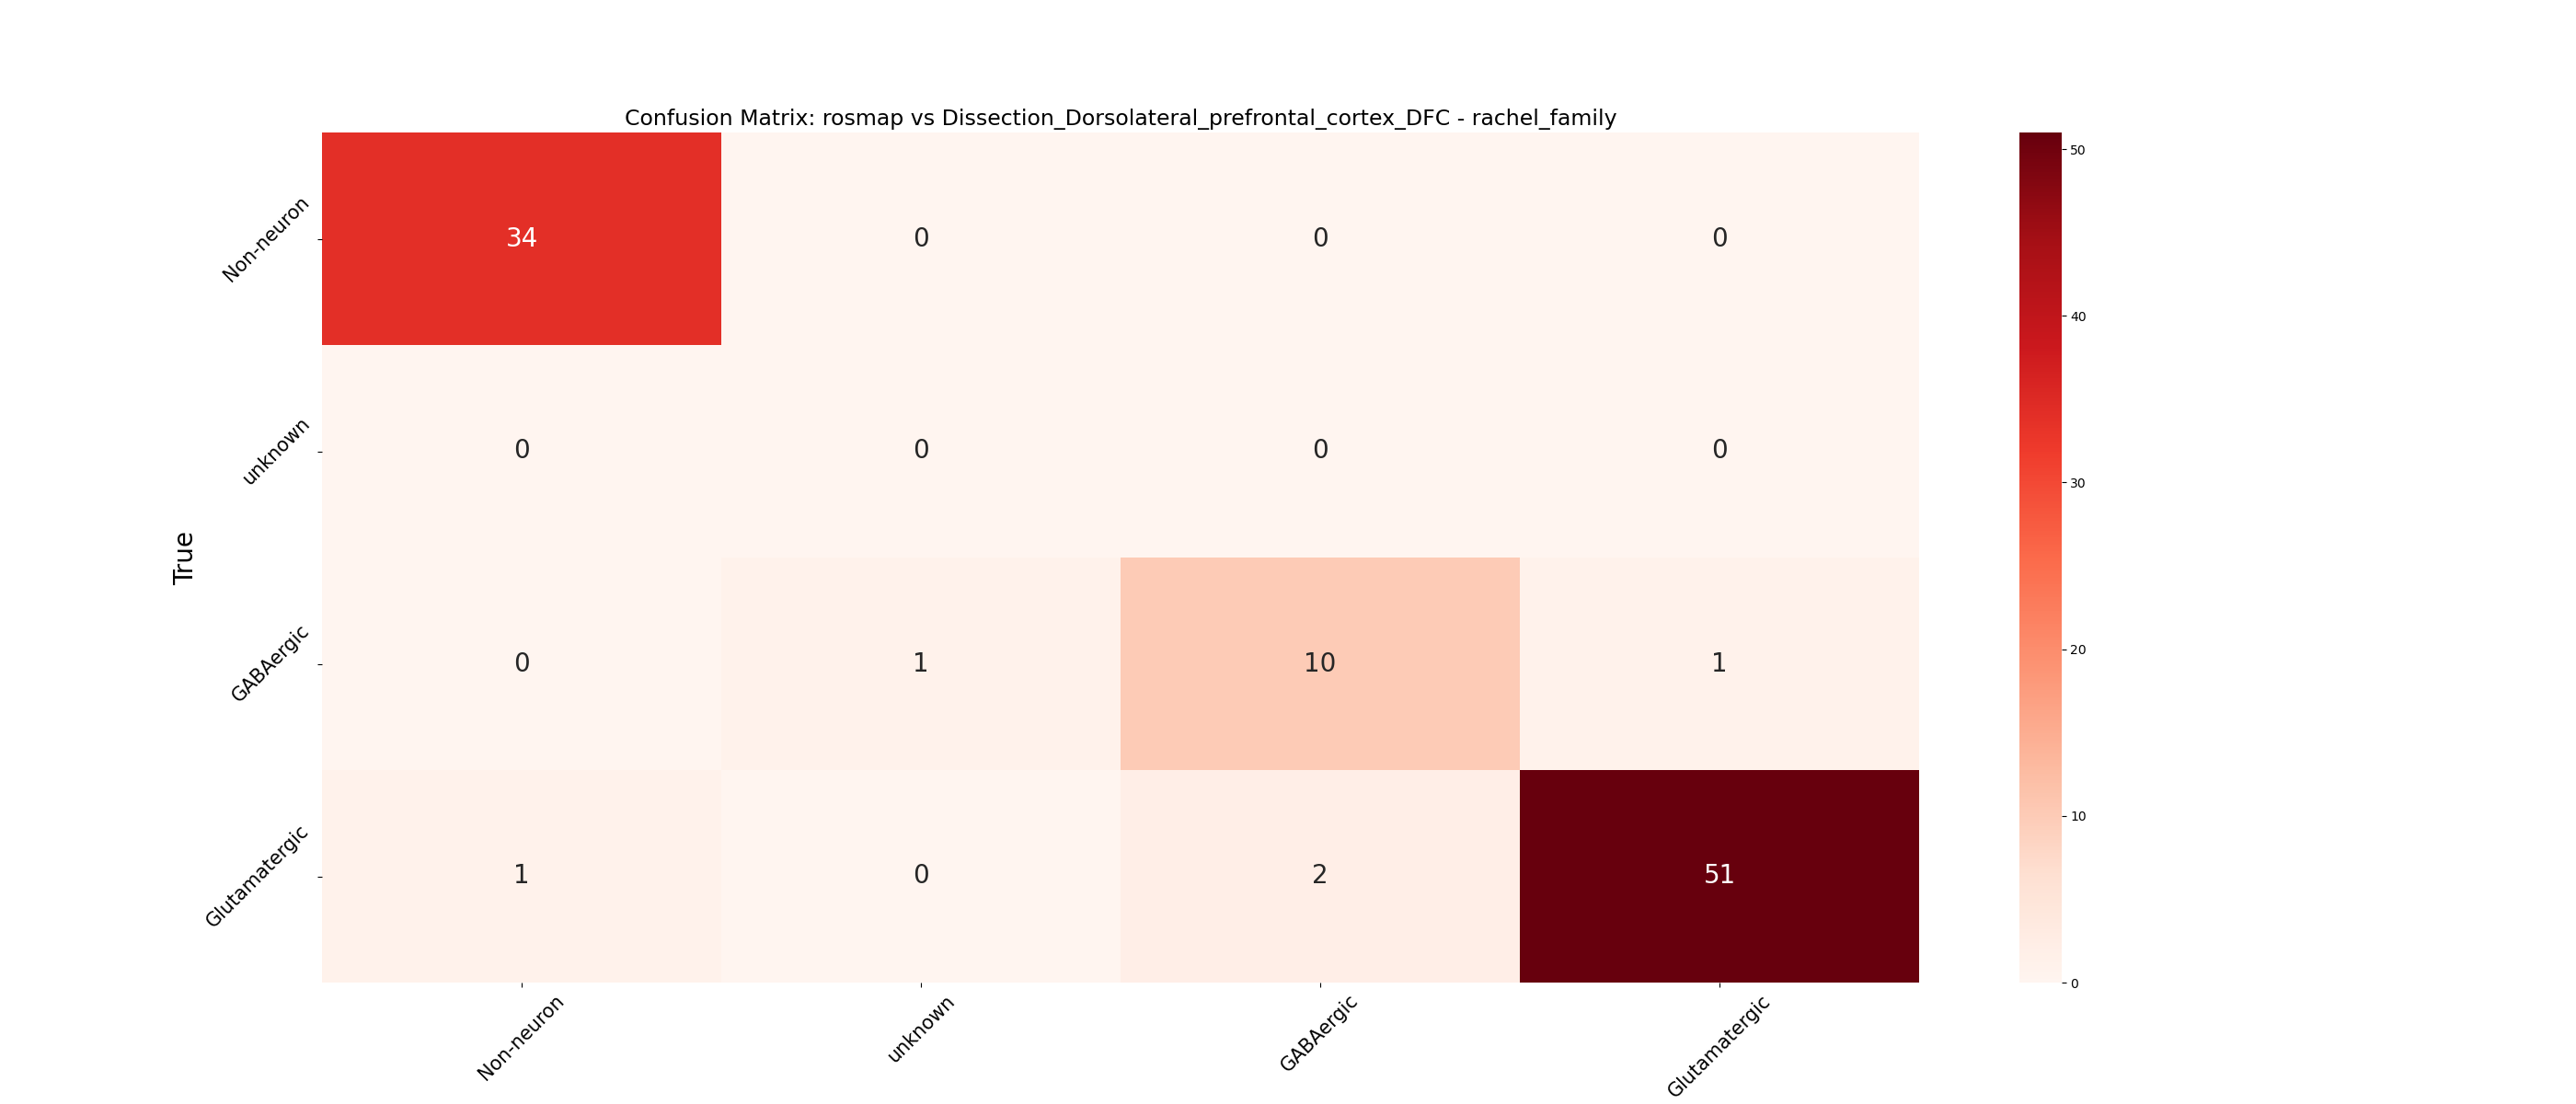 Confusion Matrix: rosmap vs Dissection_Dorsolateral_prefrontal_cortex_DFC - rachel_family
True
Non-neuron
34 0 0 0
unknown
0 0 0 0
GABAergic
0 1 10 1
Glutamatergic
1 0 2 51
Non-neuron unknown GABAergic Glutamatergic
50
40
30
20
10
0